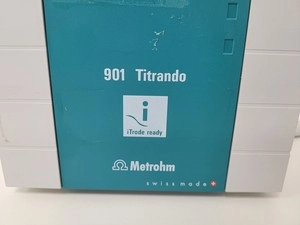 901 Titrando
i
iTrode ready
Ω Metrohm
swiss made